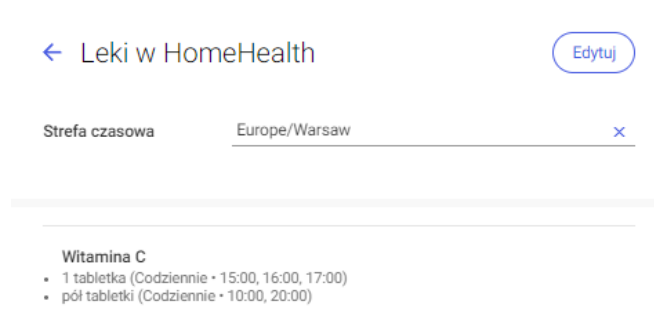 ← Leki w HomeHealth
Edytuj
Strefa czasowa
Europe/Warsaw ×
Witamina C
• 1 tabletka (Codziennie • 15:00, 16:00, 17:00)
• pół tabletki (Codziennie • 10:00, 20:00)